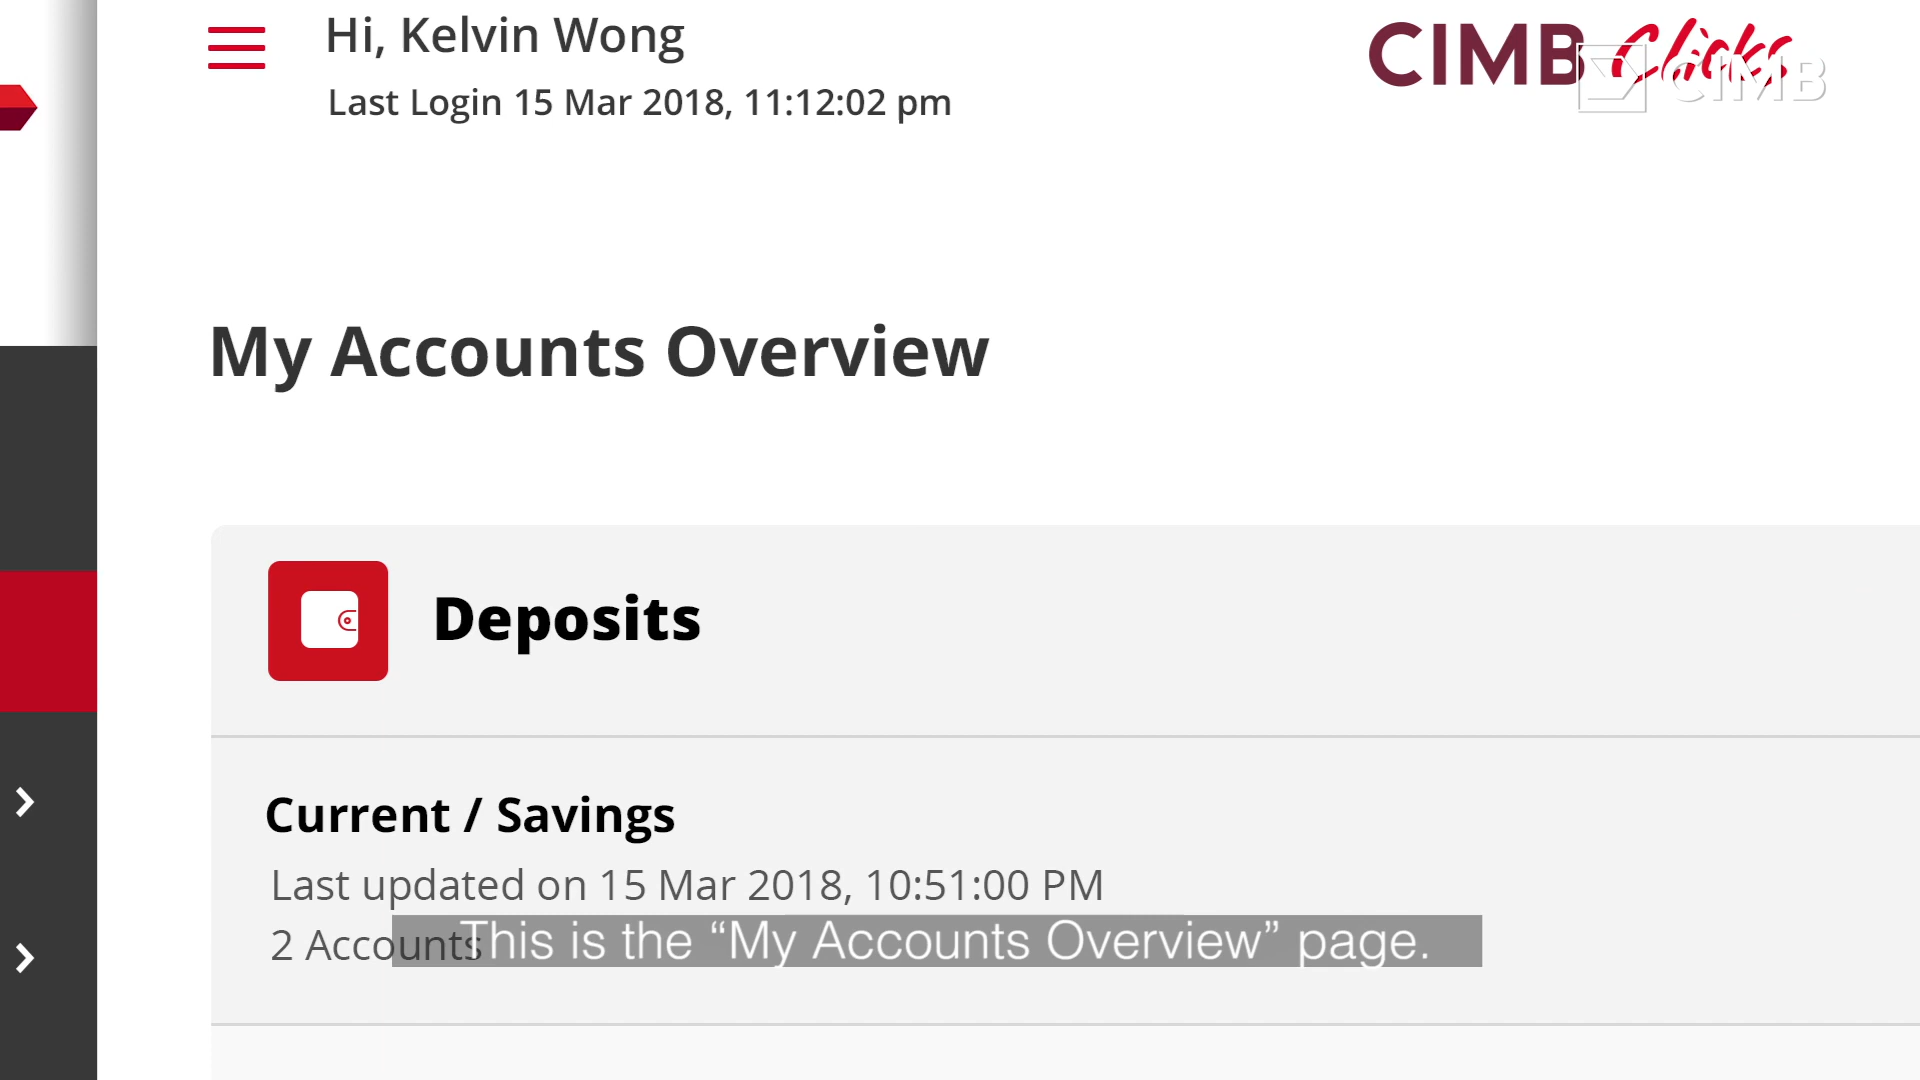 Hi, Kelvin Wong
Last Login 15 Mar 2018, 11:12:02 pm
CIMB Clicks
CIMB
My Accounts Overview
Deposits
Current / Savings
Last updated on 15 Mar 2018, 10:51:00 PM
2 Accounts
This is the “My Accounts Overview” page.